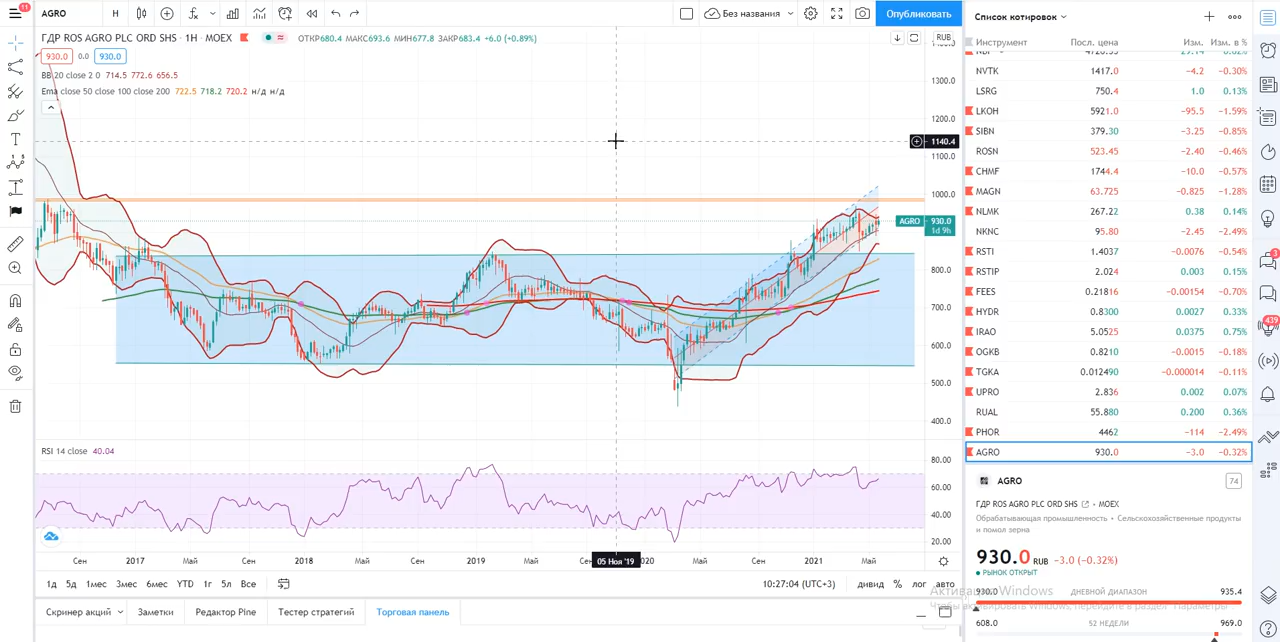 11
AGRO
Н
Без названия
Опубликовать
ГДР ROS AGRO PLC ORD SHS · 1Н · MOEX
ОТКР680.4 МАКС693.6 МИН677.8 ЗАКР683.4 +6.0 (+0.89%)
930.0 0.0 930.0
BB 20 close 2 0 714.5 772.6 656.5
Ema close 50 close 100 close 200 722.5 718.2 720.2 н/д н/д
RUB
1300.0
1200.0
1140.4
1100.0
1000.0
AGRO 930.0
1d 9h
800.0
700.0
600.0
500.0
400.0
RSI 14 close 40.04
80.00
60.00
40.00
20.00
Сен 2017 Май Сен 2018 Май Сен 2019 Май 05 Ноя '19 Май Сен 2021 Май
1д 5д 1мес 3мес 6мес YTD 1г 5л Все
10:27:04 (UTC+3) дивид % лог авто
Скринер акций Заметки Редактор Pine Тестер стратегий Торговая панель
Список котировок
Инструмент Посл. цена Изм. Изм. в %
NVTK 1417.0 −4.2 −0.30%
LSRG 750.4 1.0 0.13%
LKOH 5921.0 −95.5 −1.59%
SIBN 379.30 −3.25 −0.85%
ROSN 523.45 −2.40 −0.46%
CHMF 1744.4 −10.0 −0.57%
MAGN 63.725 −0.825 −1.28%
NLMK 267.22 0.38 0.14%
NKNC 95.80 −2.45 −2.49%
RSTI 1.4037 −0.0076 −0.54%
RSTIP 2.024 0.003 0.15%
FEES 0.21816 −0.00154 −0.70%
HYDR 0.8300 0.0027 0.33%
IRAO 5.0525 0.0375 0.75%
OGKB 0.8210 −0.0015 −0.18%
TGKA 0.012490 −0.000014 −0.11%
UPRO 2.836 0.002 0.07%
RUAL 55.880 0.200 0.36%
PHOR 4462 −114 −2.49%
AGRO 930.0 −3.0 −0.32%
AGRO 74
ГДР ROS AGRO PLC ORD SHS · MOEX
Обрабатывающая промышленность • Сельскохозяйственные продукты
и помол зерна
930.0 RUB −3.0 (−0.32%)
РЫНОК ОТКРЫТ
Активация Windows
930.0 ДНЕВНОЙ ДИАПАЗОН 935.4
Чтобы активировать Windows, перейдите в раздел "Параметры"
608.0 52 НЕДЕЛИ 969.0
3
439